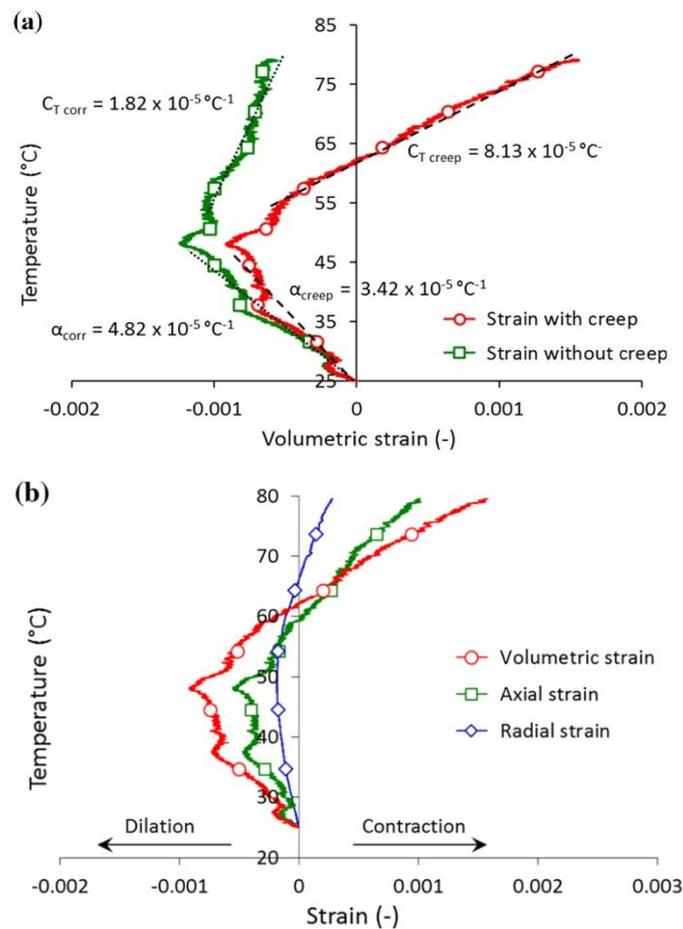 (a)
85
75
65
55
45
35
25
Temperature (°C)
C_T corr = 1.82 x 10^-5 °C^-1
C_T creep = 8.13 x 10^-5 °C^-
α_creep = 3.42 x 10^-5 °C^-1
α_corr = 4.82 x 10^-5 °C^-1
Strain with creep
Strain without creep
-0.002 -0.001 0 0.001 0.002
Volumetric strain (-)
(b)
80
70
60
50
40
30
20
Temperature (°C)
Volumetric strain
Axial strain
Radial strain
Dilation Contraction
-0.002 -0.001 0 0.001 0.002 0.003
Strain (-)